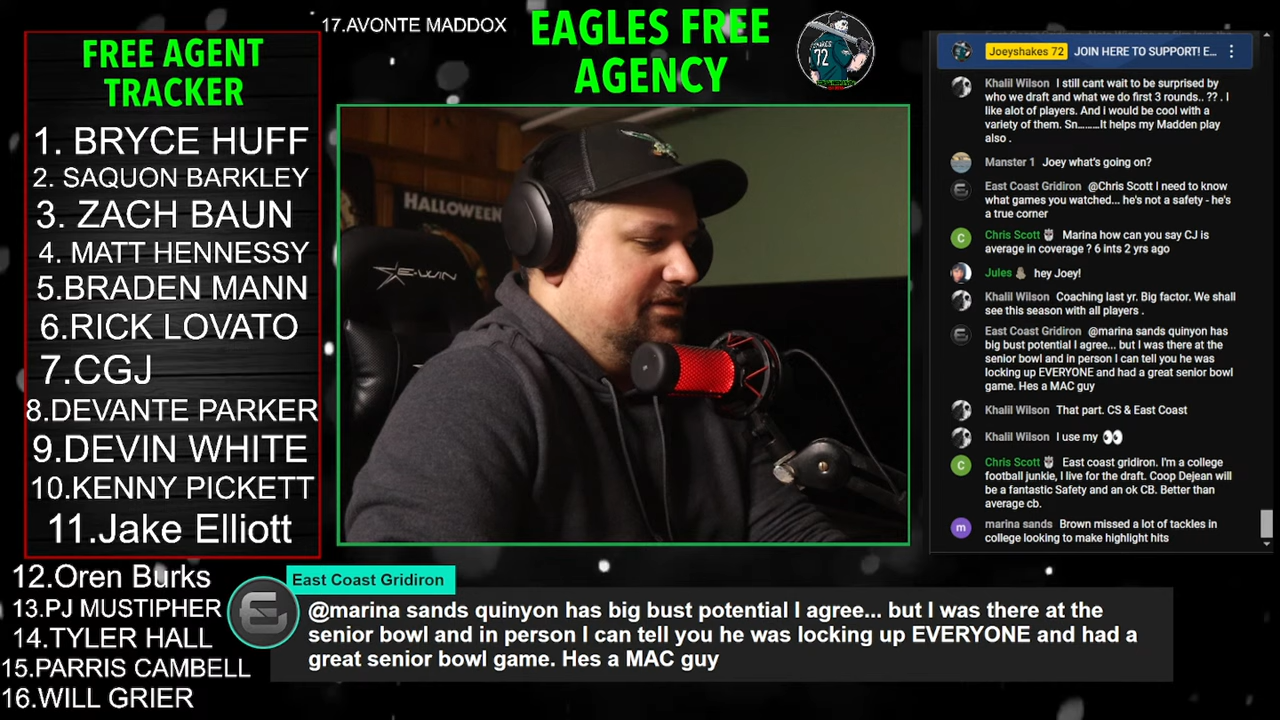 17.AVONTE MADDOX
EAGLES FREE
AGENCY
SHAKES
72
FREE AGENT
TRACKER
1. BRYCE HUFF
2. SAQUON BARKLEY
3. ZACH BAUN
4. MATT HENNESSY
5.BRADEN MANN
6.RICK LOVATO
7.CGJ
8.DEVANTE PARKER
9.DEVIN WHITE
10.KENNY PICKETT
11.Jake Elliott
12.Oren Burks
13.PJ MUSTIPHER
14.TYLER HALL
15.PARRIS CAMBELL
16.WILL GRIER
HALLOWEEN
E-WIN
Joeyshakes 72 JOIN HERE TO SUPPORT! E...
Khalil Wilson I still cant wait to be surprised by
who we draft and what we do first 3 rounds.. ?? . I
like alot of players. And i would be cool with a
variety of them. Sn.........It helps my Madden play
also .
Manster 1 Joey what's going on?
East Coast Gridiron @Chris Scott I need to know
what games you watched... he's not a safety - he's
a true corner
Chris Scott Marina how can you say CJ is
average in coverage ? 6 ints 2 yrs ago
Jules hey Joey!
Khalil Wilson Coaching last yr. Big factor. We shall
see this season with all players .
East Coast Gridiron @marina sands quinyon has
big bust potential I agree... but I was there at the
senior bowl and in person I can tell you he was
locking up EVERYONE and had a great senior bowl
game. Hes a MAC guy
Khalil Wilson That part. CS & East Coast
Khalil Wilson I use my 👀
Chris Scott East coast gridiron. I'm a college
football junkie, I live for the draft. Coop Dejean will
be a fantastic Safety and an ok CB. Better than
average cb.
marina sands Brown missed a lot of tackles in
college looking to make highlight hits
East Coast Gridiron
@marina sands quinyon has big bust potential I agree... but I was there at the
senior bowl and in person I can tell you he was locking up EVERYONE and had a
great senior bowl game. Hes a MAC guy